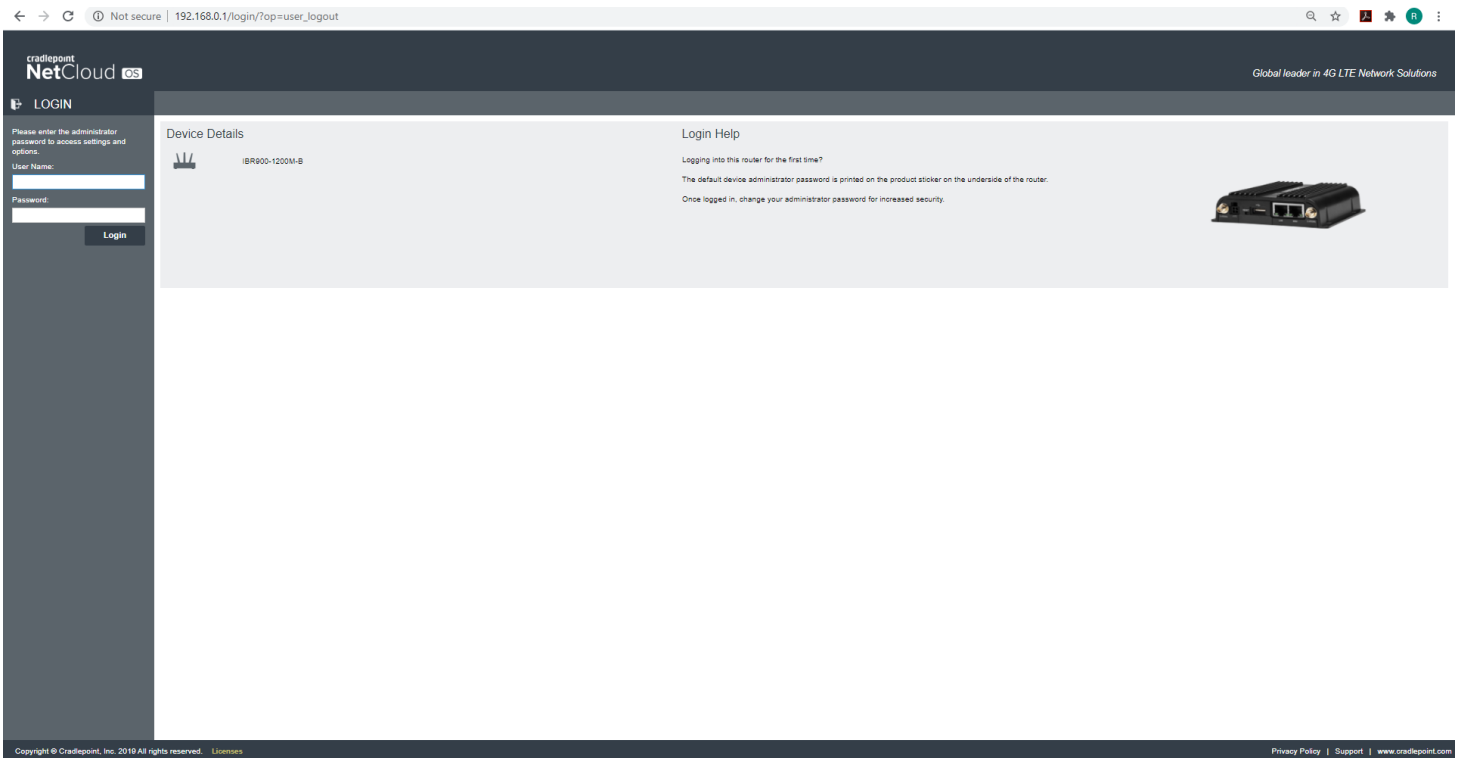 Not secure | 192.168.0.1/login/?op=user_logout
R
cradlepoint
NetCloud OS
Global leader in 4G LTE Network Solutions
LOGIN
Please enter the administrator
password to access settings and
options.
User Name:
Password:
Login
Device Details
IBR900-1200M-B
Login Help
Logging into this router for the first time?
The default device administrator password is printed on the product sticker on the underside of the router.
Once logged in, change your administrator password for increased security.
Copyright © Cradlepoint, Inc. 2019 All rights reserved. Licenses
Privacy Policy | Support | www.cradlepoint.com